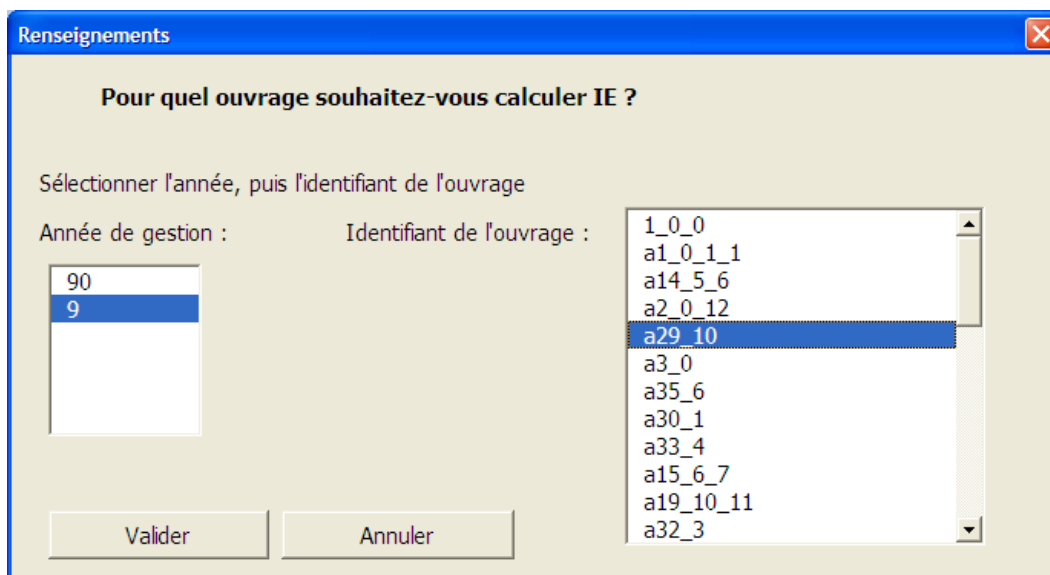 Renseignements
Pour quel ouvrage souhaitez-vous calculer IE ?
Sélectionner l'année, puis l'identifiant de l'ouvrage
Année de gestion :
90
9
Identifiant de l'ouvrage :
1_0_0
a1_0_1_1
a14_5_6
a2_0_12
a29_10
a3_0
a35_6
a30_1
a33_4
a15_6_7
a19_10_11
a32_3
Valider
Annuler